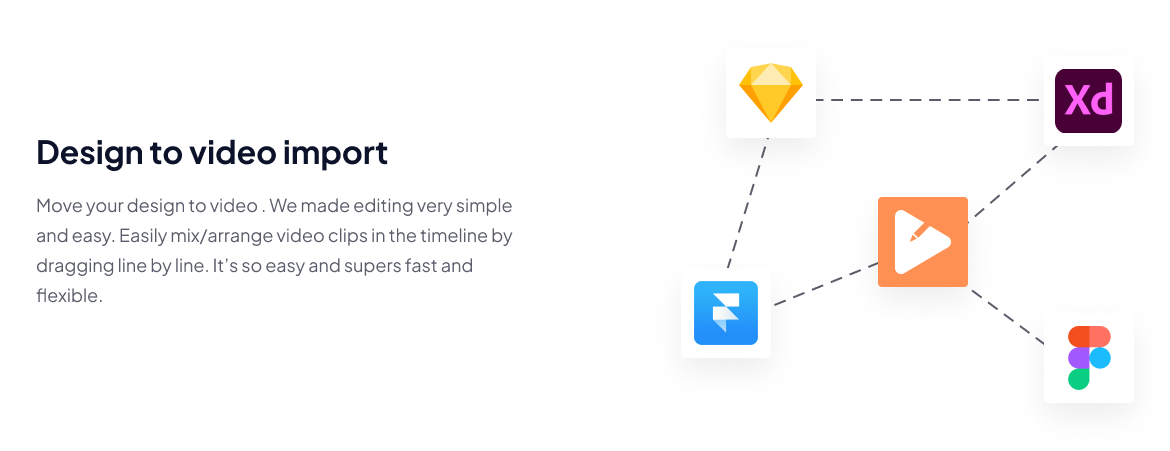 Design to video import
Move your design to video . We made editing very simple
and easy. Easily mix/arrange video clips in the timeline by
dragging line by line. It’s so easy and supers fast and
flexible.
Xd